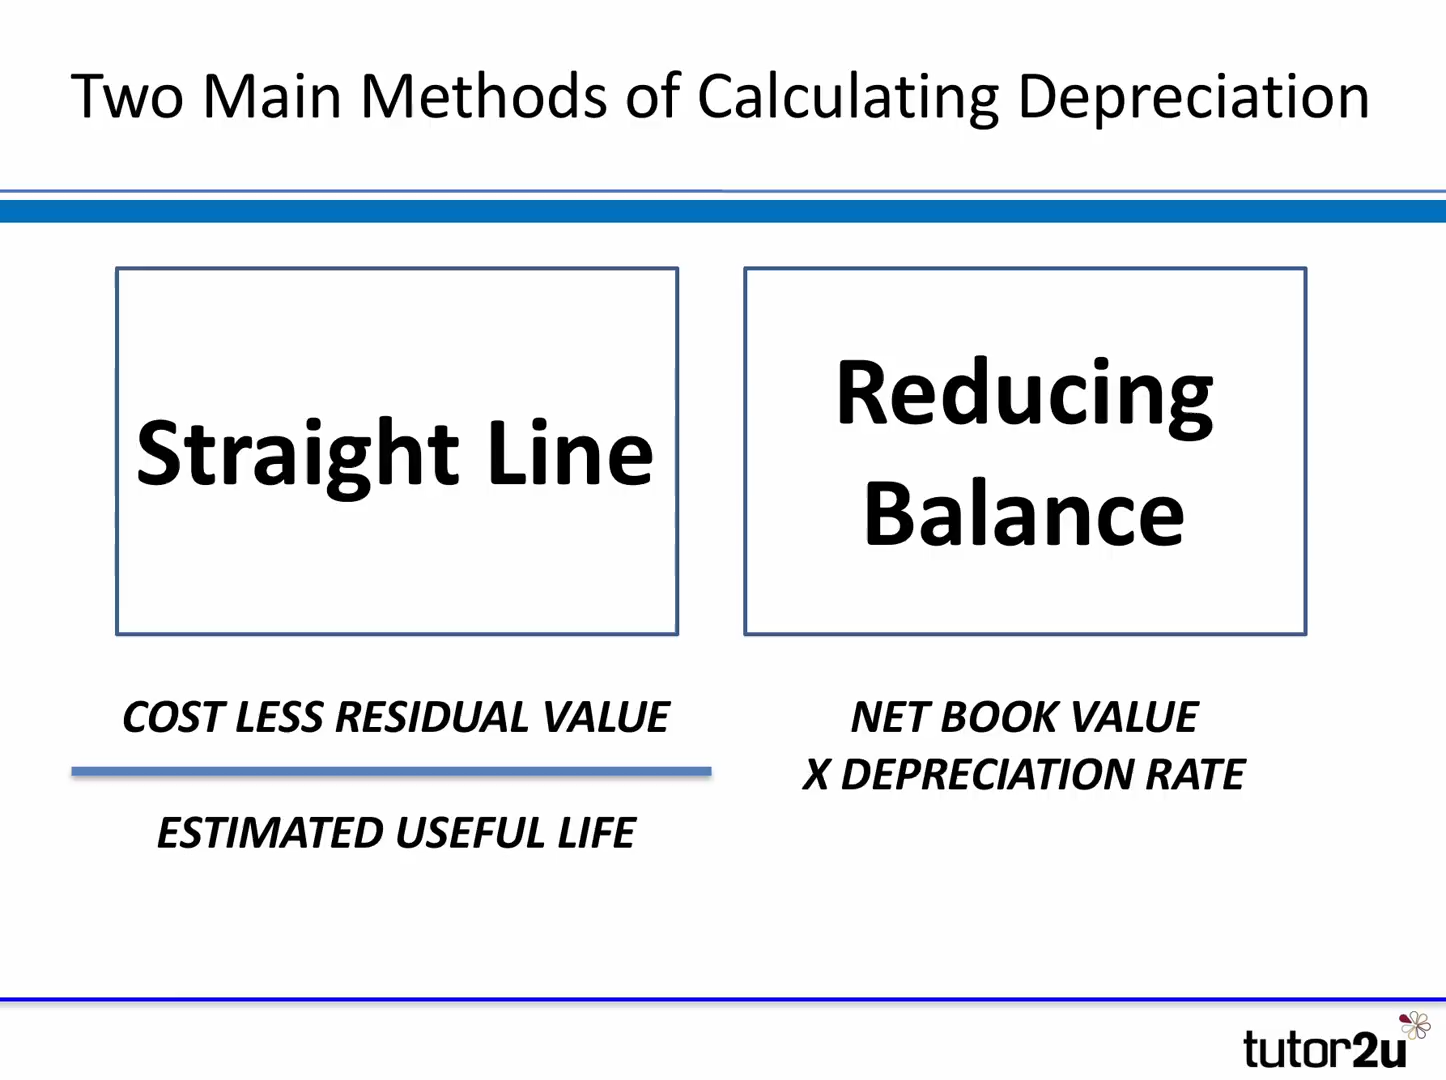 Two Main Methods of Calculating Depreciation
Straight Line
Reducing
Balance
COST LESS RESIDUAL VALUE
ESTIMATED USEFUL LIFE
NET BOOK VALUE
X DEPRECIATION RATE
tutor2u